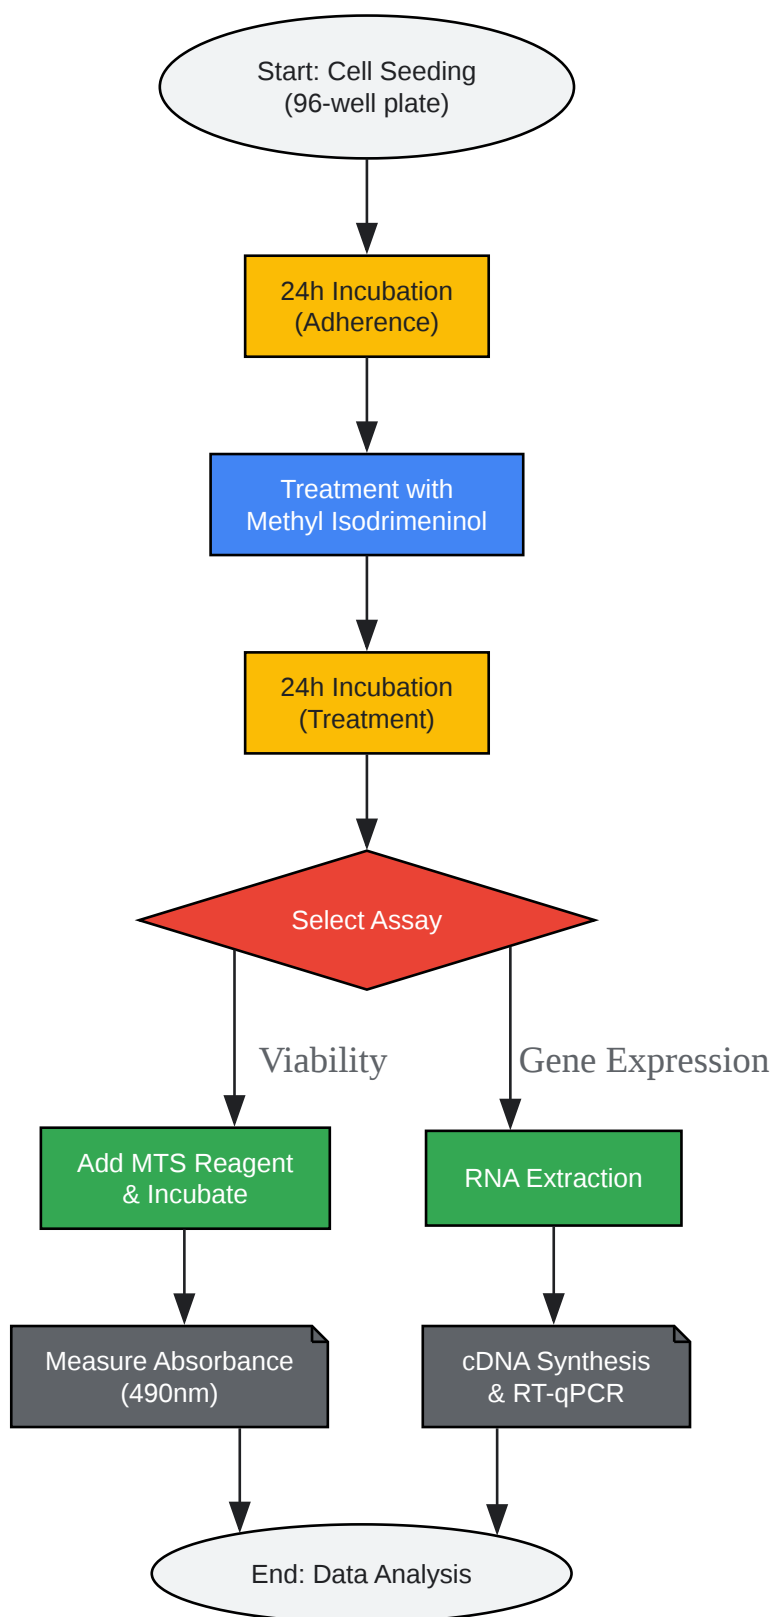 Start: Cell Seeding
(96-well plate)
24h Incubation
(Adherence)
Treatment with
Methyl Isodrimeninol
24h Incubation
(Treatment)
Select Assay
Viability
Gene Expression
Add MTS Reagent
& Incubate
RNA Extraction
Measure Absorbance
(490nm)
cDNA Synthesis
& RT-qPCR
End: Data Analysis